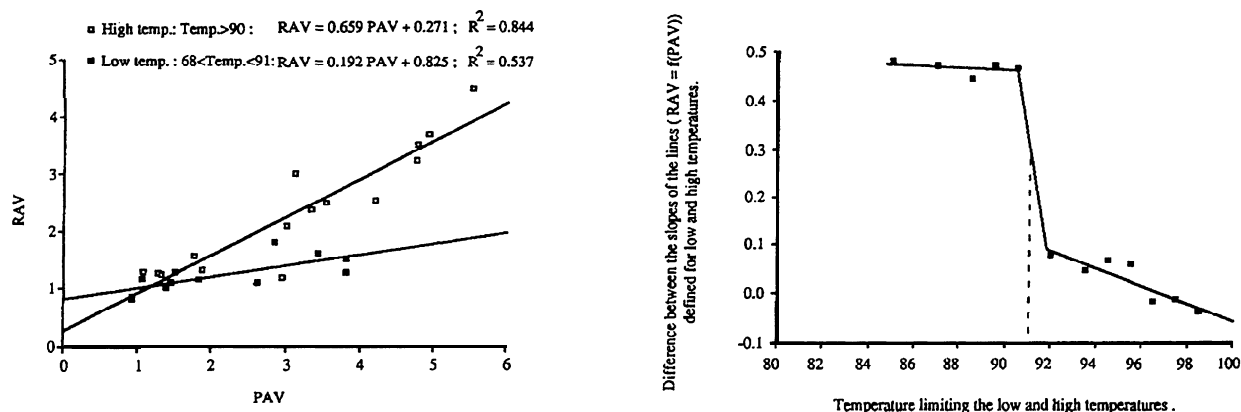 High temp.: Temp.>90 : RAV = 0.659 PAV + 0.271 ; R2 = 0.844
Low temp. : 68<Temp.<91: RAV = 0.192 PAV + 0.825 ; R2 = 0.537
5
4
3
2
1
0
RAV
0 1 2 3 4 5 6
PAV
Difference between the slopes of the lines ( RAV = f(PAV))
defined for low and high temperatures.
0.5
0.4
0.3
0.2
0.1
0.0
-0.1
80 82 84 86 88 90 92 94 96 98 100
Temperature limiting the low and high temperatures .